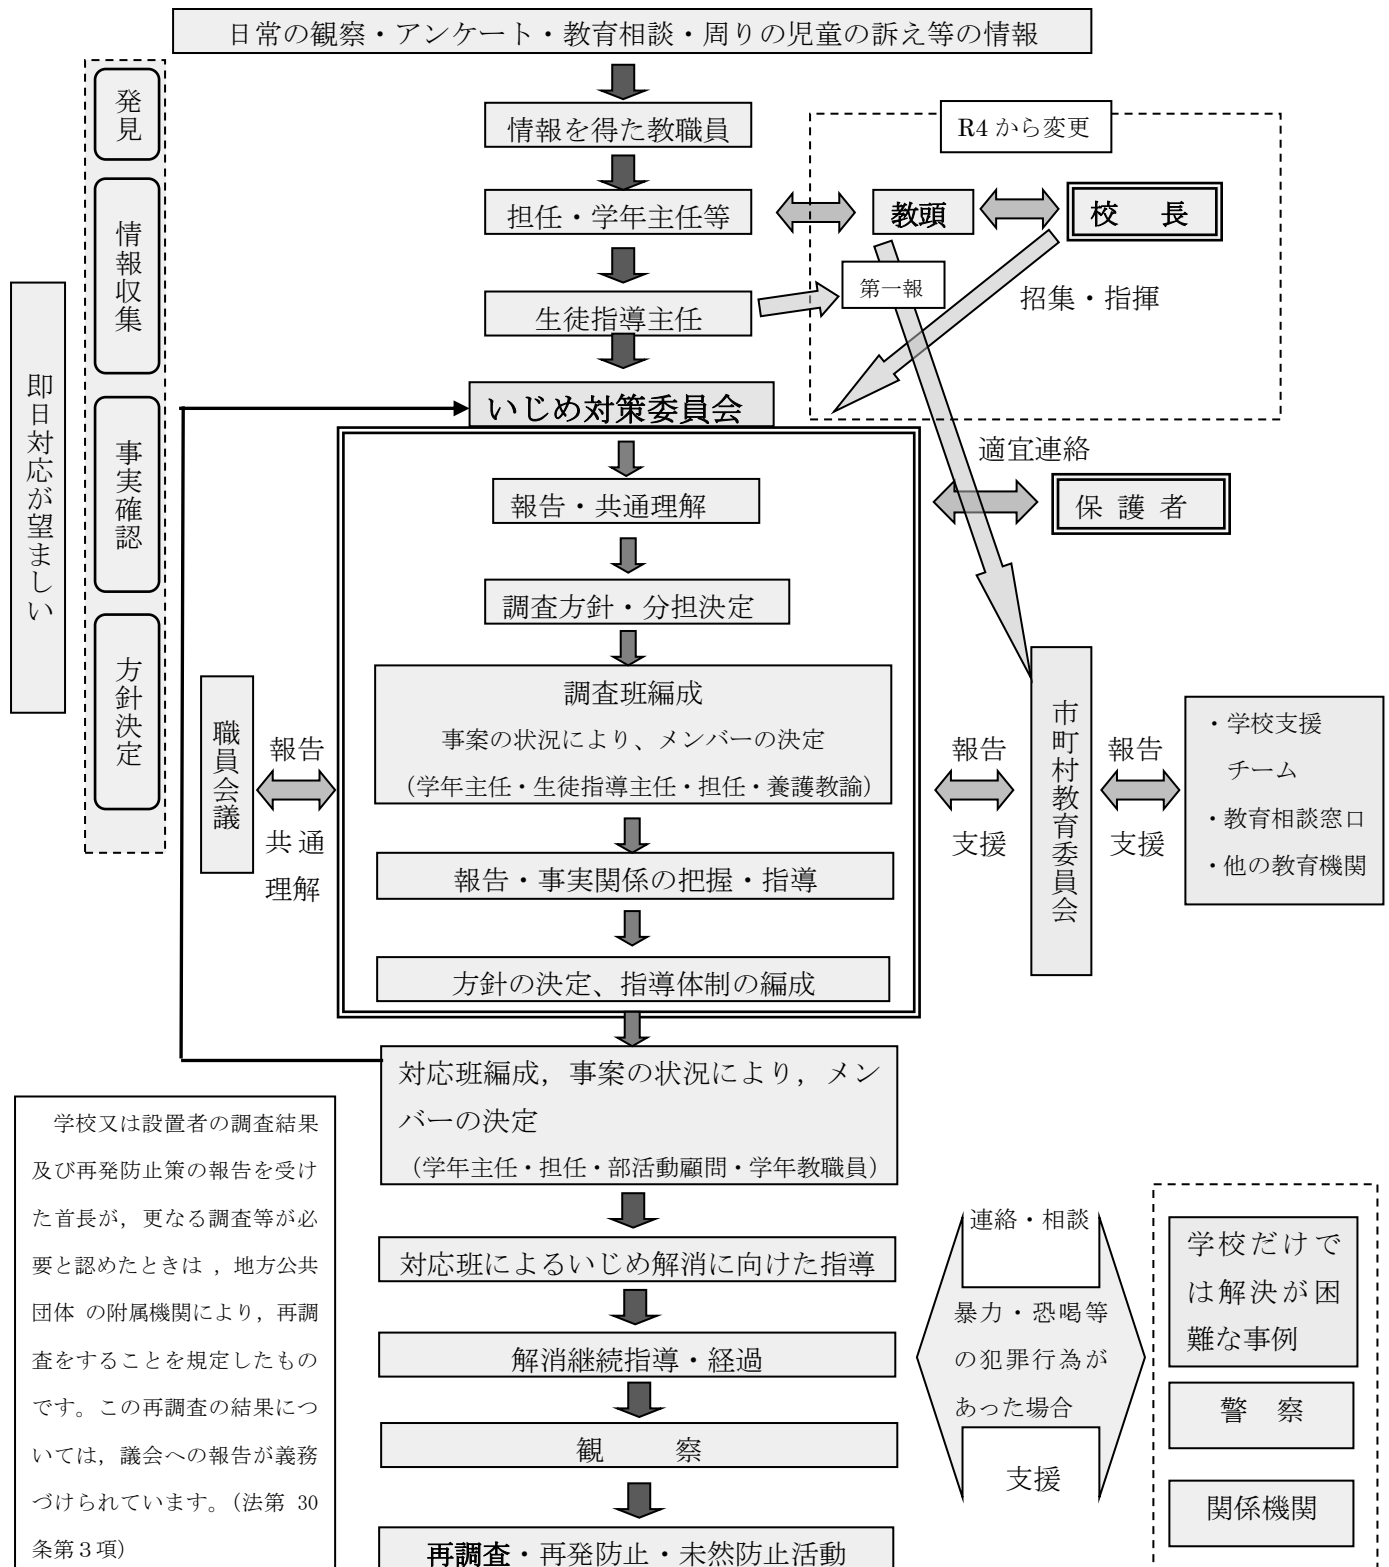 日常の観察・アンケート・教育相談・周りの児童の訴え等の情報
発見
情報収集
事実確認
方針決定
即日対応が望ましい
情報を得た教職員
担任・学年主任等
生徒指導主任
R4 から変更
教頭
校　長
第一報
招集・指揮
いじめ対策委員会
報告・共通理解
調査方針・分担決定
調査班編成
事案の状況により、メンバーの決定
（学年主任・生徒指導主任・担任・養護教諭）
報告・事実関係の把握・指導
方針の決定、指導体制の編成
適宜連絡
保 護 者
職員会議
報告
共 通
理解
報告
支援
市町村教育委員会
報告
支援
・学校支援
チーム
・教育相談窓口
・他の教育機関
対応班編成，事案の状況により，メン
バーの決定
（学年主任・担任・部活動顧問・学年教職員）
対応班によるいじめ解消に向けた指導
解消継続指導・経過
観　　察
再調査・再発防止・未然防止活動
学校又は設置者の調査結果
及び再発防止策の報告を受け
た首長が，更なる調査等が必
要と認めたときは ，地方公共
団体 の附属機関により，再調
査をすることを規定したもの
です。この再調査の結果につ
いては，議会への報告が義務
づけられています。（法第 30
条第３項）
連絡・相談
暴力・恐喝等
の犯罪行為が
あった場合
支援
学校だけで
は解決が困
難な事例
警　察
関係機関